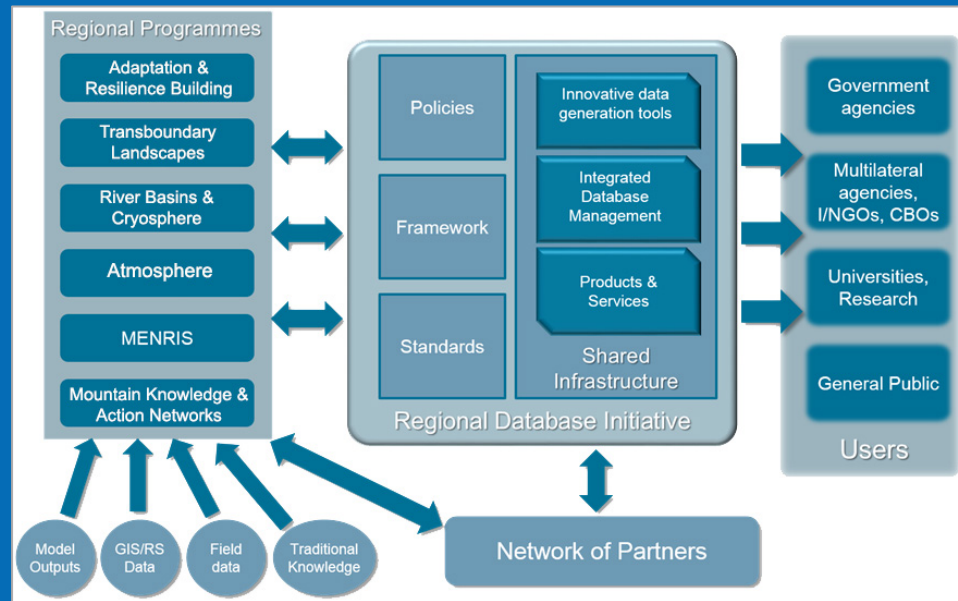 Regional Programmes
Adaptation &
Resilience Building
Transboundary
Landscapes
River Basins &
Cryosphere
Atmosphere
MENRIS
Mountain Knowledge &
Action Networks
Model
Outputs
GIS/RS
Data
Field
data
Traditional
Knowledge
Policies
Framework
Standards
Innovative data
generation tools
Integrated
Database
Management
Products &
Services
Shared
Infrastructure
Regional Database Initiative
Network of Partners
Government
agencies
Multilateral
agencies,
I/NGOs, CBOs
Universities,
Research
General Public
Users